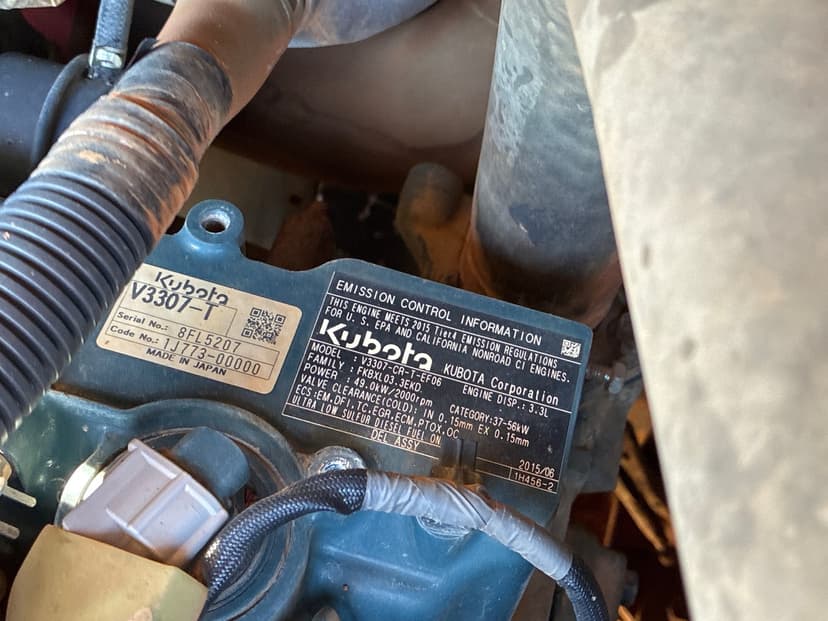 Kubota
V3307-T
Serial No.: 8FL5207
Code No.: 1J773-00000
MADE IN JAPAN
EMISSION CONTROL INFORMATION
THIS ENGINE MEETS 2015 Tier4 EMISSION REGULATIONS
FOR U.S. EPA AND CALIFORNIA NONROAD CI ENGINES.
Kubota KUBOTA Corporation
MODEL : V3307-CR-T-EF06 ENGINE DISP.: 3.3L
FAMILY : FKBXL03.3EKD
POWER : 49.0kW/2000rpm CATEGORY:37-56kW
VALVE CLEARANCE(COLD): IN 0.15mm EX 0.15mm
ECS:EM,DFI,TC,EGR,ECM,PTOX,OC
ULTRA LOW SULFUR DIESEL FUEL ON
DEL ASSY 2015/06
1H456-2